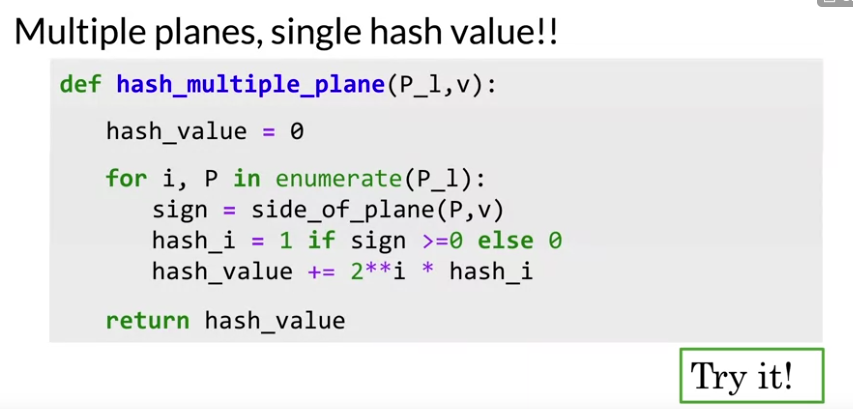 Multiple planes, single hash value!!
def hash_multiple_plane(P_l,v):
hash_value = 0
for i, P in enumerate(P_l):
sign = side_of_plane(P,v)
hash_i = 1 if sign >=0 else 0
hash_value += 2**i * hash_i
return hash_value
Try it!